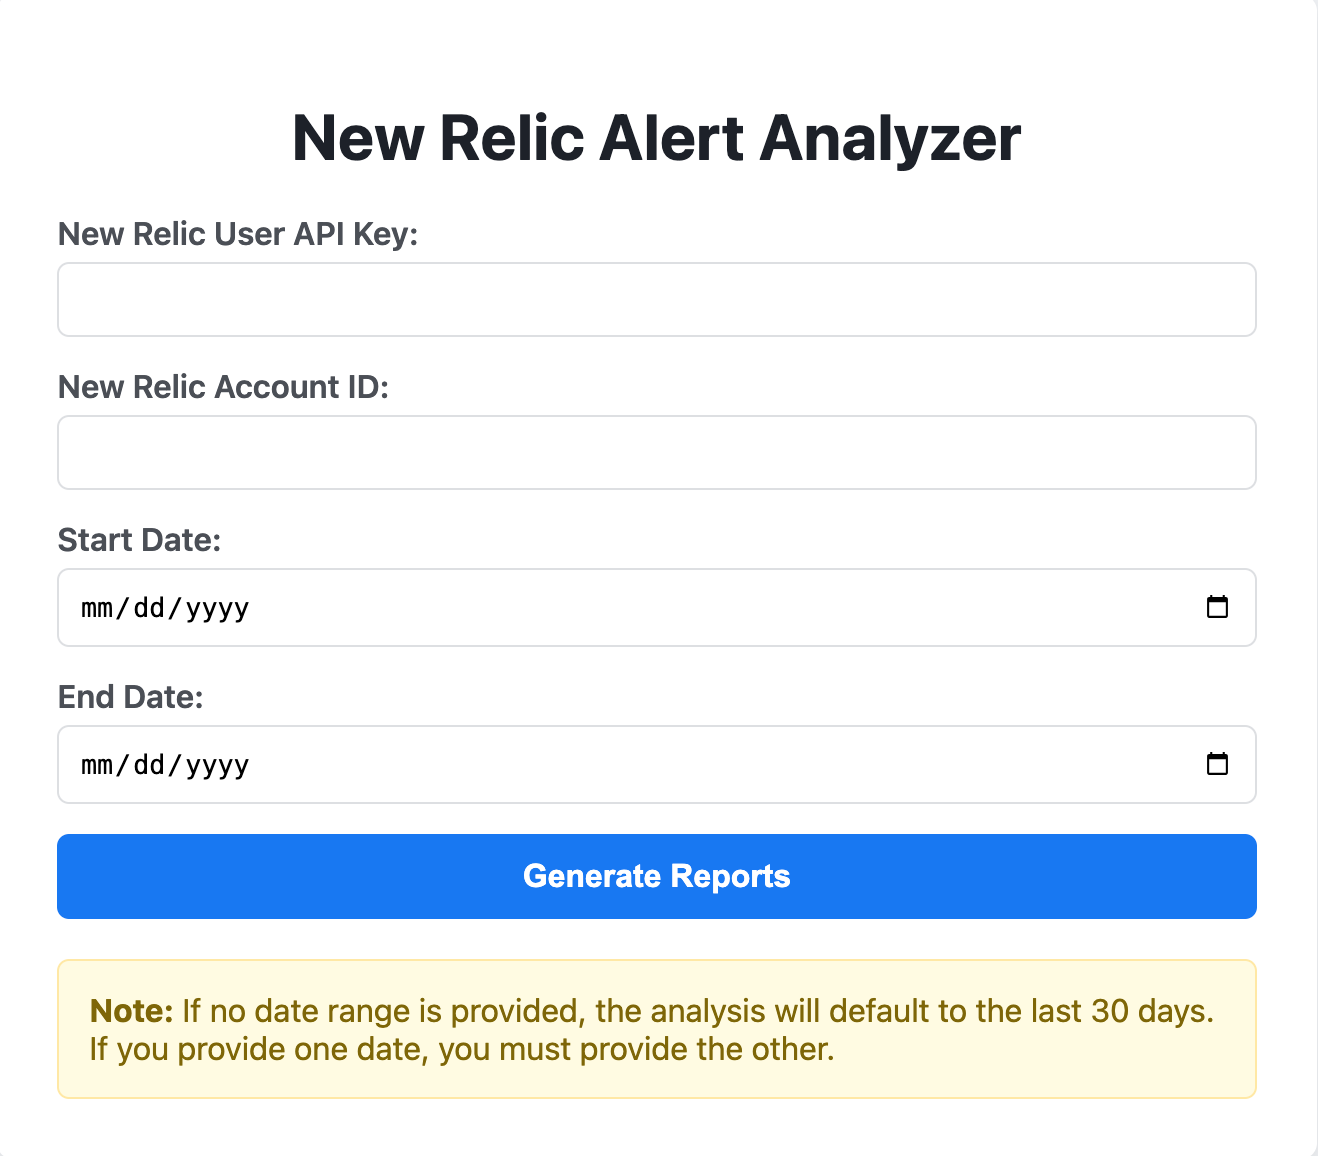 New Relic Alert Analyzer
New Relic User API Key:
New Relic Account ID:
Start Date:
mm/dd/yyyy
End Date:
mm/dd/yyyy
Generate Reports
Note: If no date range is provided, the analysis will default to the last 30 days.
If you provide one date, you must provide the other.